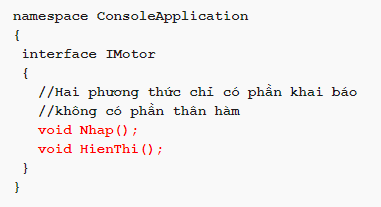 namespace ConsoleApplication
{
interface IMotor
{
//Hai phương thức chỉ có phần khai báo
//không có phần thân hàm
void Nhap();
void HienThi();
}
}